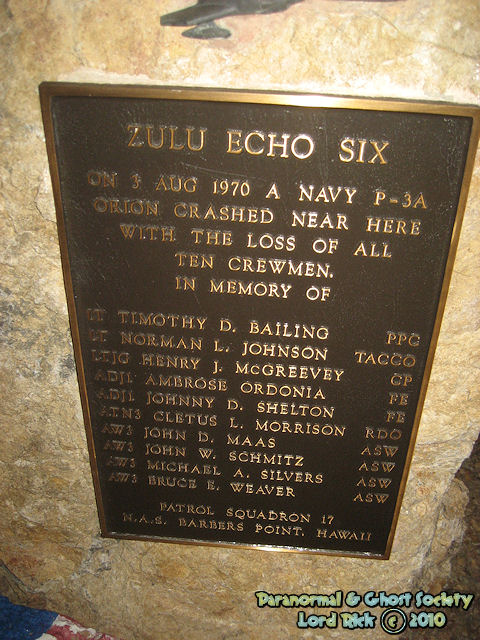 ZULU ECHO SIX
ON 3 AUG 1970 A NAVY P-3A
ORION CRASHED NEAR HERE
WITH THE LOSS OF ALL
TEN CREWMEN.
IN MEMORY OF
LT TIMOTHY D. BAILING PPC
LT NORMAN L. JOHNSON TACCO
LTJG HENRY J. McGREEVEY CP
ADJ1 AMBROSE ORDONIA FE
ADJ1 JOHNNY D. SHELTON FE
ATN3 CLETUS L. MORRISON RDO
AW3 JOHN D. MAAS ASW
AW3 JOHN W. SCHMITZ ASW
AW3 MICHAEL A. SILVERS ASW
AW3 BRUCE E. WEAVER ASW
PATROL SQUADRON 17
N.A.S. BARBERS POINT, HAWAII
Paranormal & Ghost Society
Lord Rick © 2010